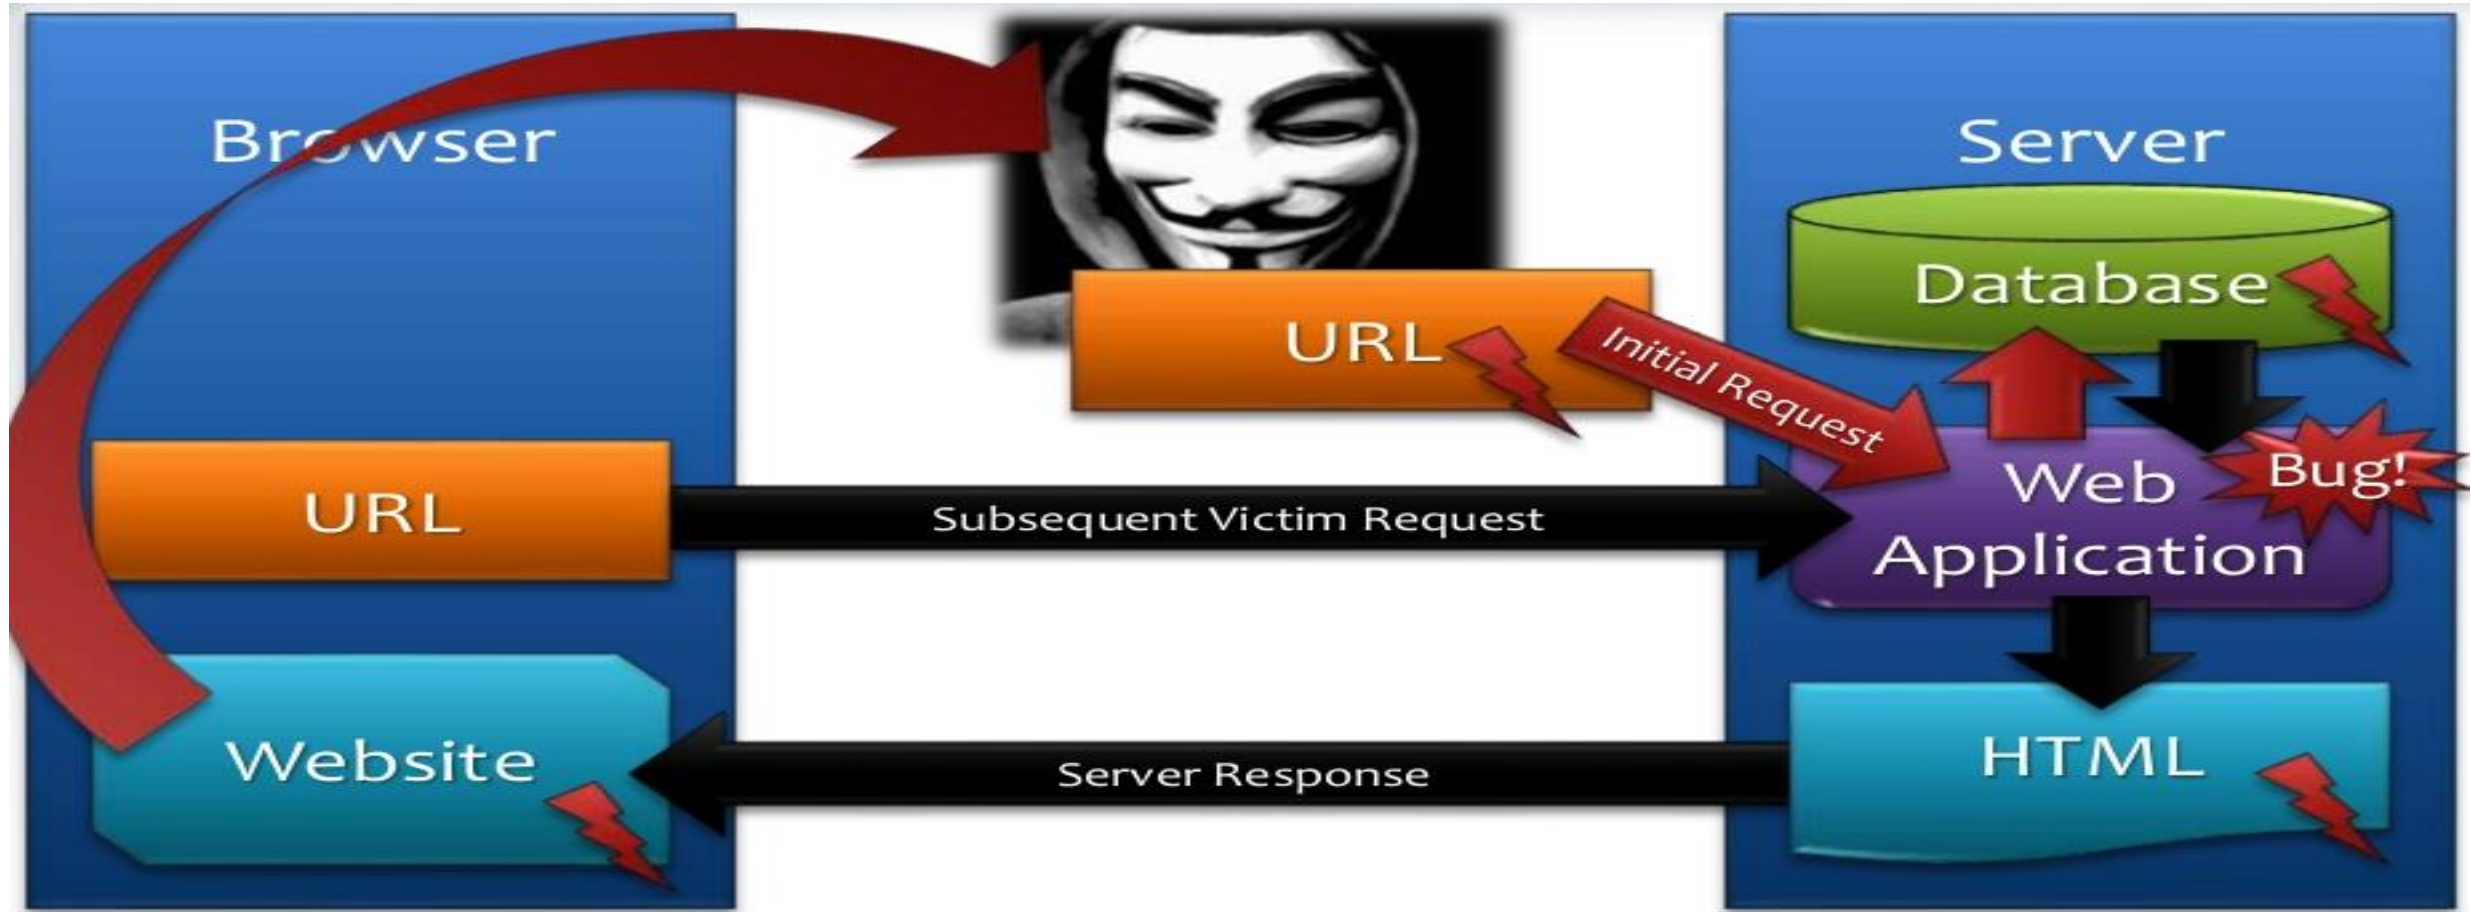 Browser
Server
Database
URL
Initial Request
Bug!
Web
Application
URL
Subsequent Victim Request
Website
Server Response
HTML